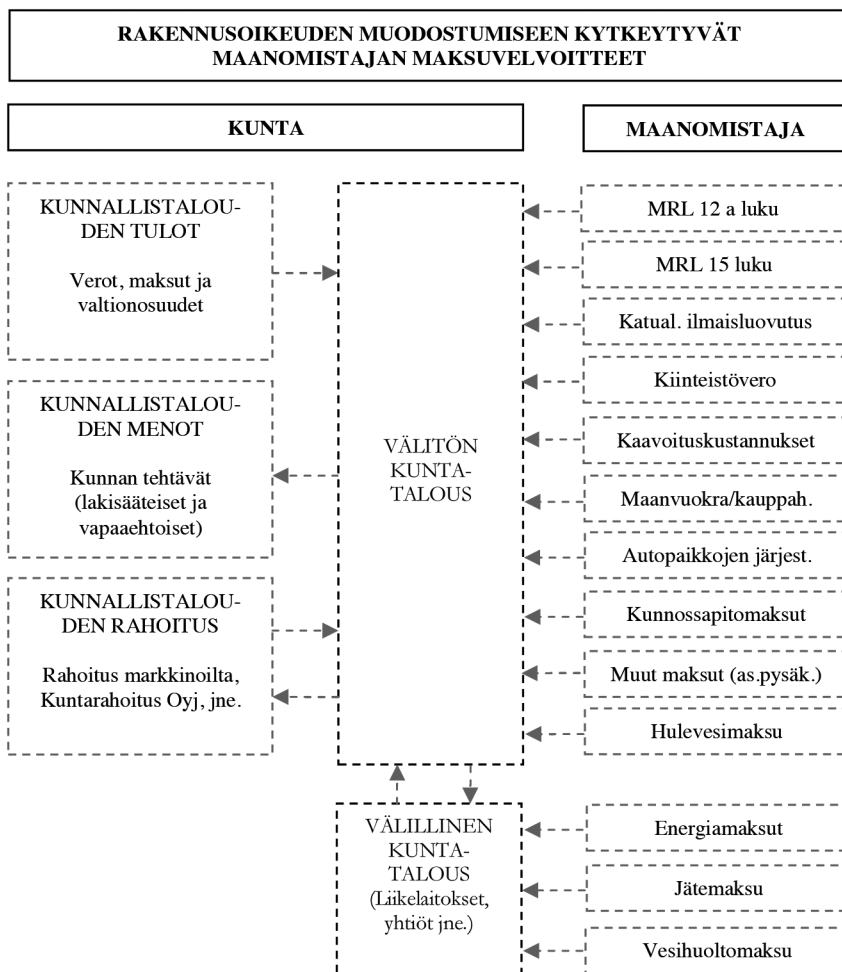 RAKENNUSOIKEUDEN MUODOSTUMISEEN KYTKEYTYVÄT
MAANOMISTAJAN MAKSUVELVOITTEET
KUNTA
MAANOMISTAJA
KUNNALLISTALOU-
DEN TULOT
Verot, maksut ja
valtionosuudet
KUNNALLISTALOU-
DEN MENOT
Kunnan tehtävät
(lakisääteiset ja
vapaaehtoiset)
KUNNALLISTALOU-
DEN RAHOITUS
Rahoitus markkinoilta,
Kuntarahoitus Oyj, jne.
VÄLITÖN
KUNTA-
TALOUS
VÄLILLINEN
KUNTA-
TALOUS
(Liikelaitokset,
yhtiöt jne.)
MRL 12 a luku
MRL 15 luku
Katual. ilmaisluovutus
Kiinteistövero
Kaavoituskustannukset
Maanvuokra/kauppah.
Autopaikkojen järjest.
Kunnossapitomaksut
Muut maksut (as.pysäk.)
Hulevesimaksu
Energiamaksut
Jätemaksu
Vesihuoltomaksu